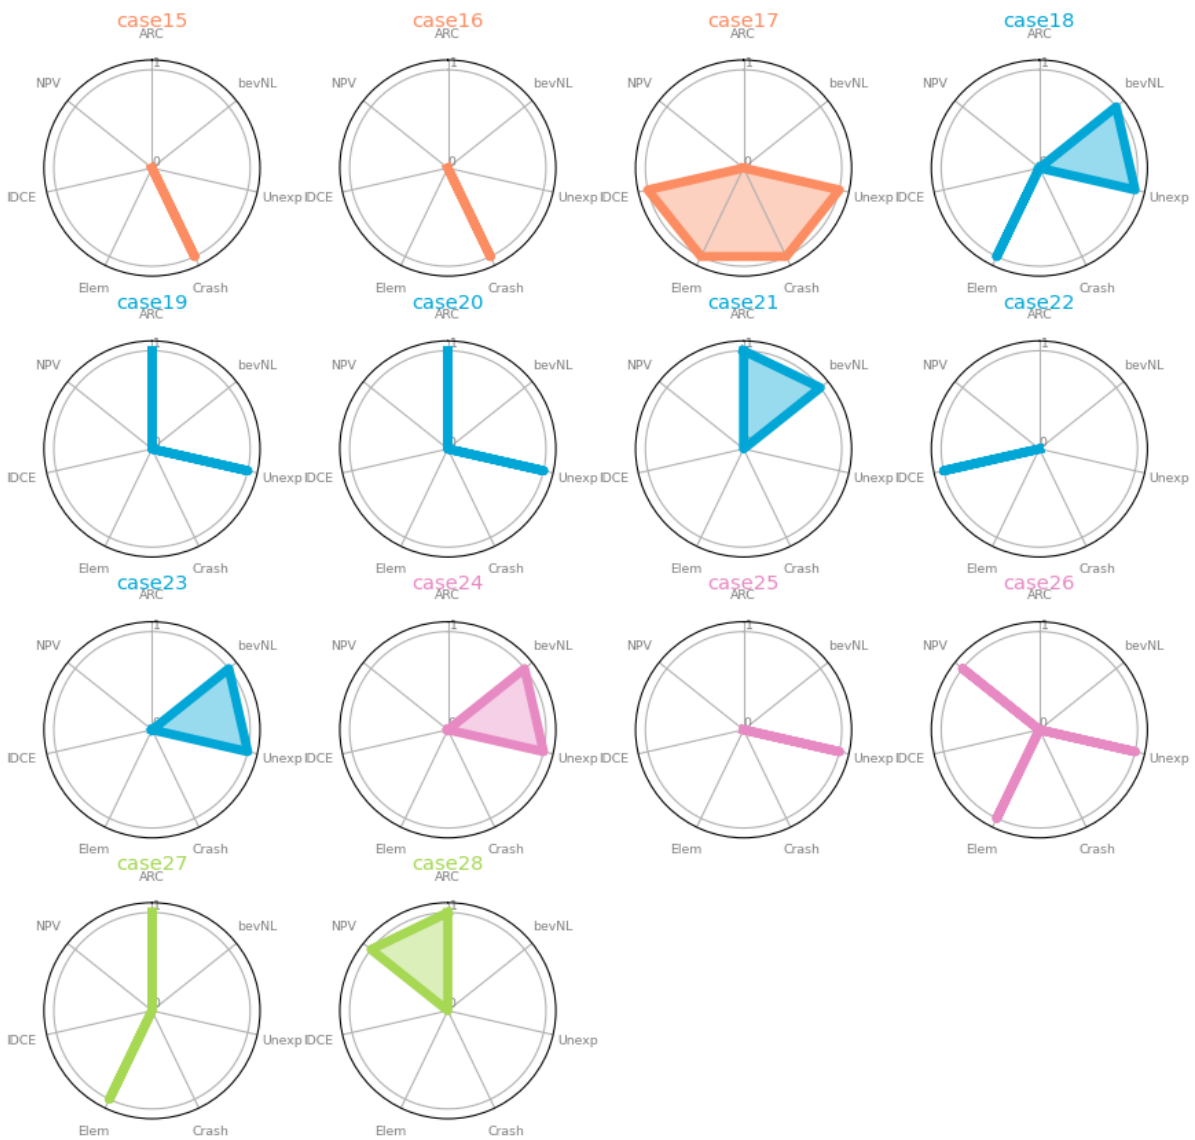 case15 case16 case17 case18
ARC ARC ARC ARC
1 1 1 1
NPV bevNL NPV bevNL NPV bevNL NPV bevNL
0 0 0
IDCE Unexp IDCE Unexp IDCE Unexp IDCE Unexp
Elem Crash Elem Crash Elem Crash Elem Crash
case19 case20 case21 case22
ARC ARC ARC ARC
1 1 1 1
NPV bevNL NPV bevNL NPV bevNL NPV bevNL
0 0 0 0
IDCE Unexp IDCE Unexp IDCE Unexp IDCE Unexp
Elem Crash Elem Crash Elem Crash Elem Crash
case23 case24 case25 case26
ARC ARC ARC ARC
1 1 1 1
NPV bevNL NPV bevNL NPV bevNL NPV bevNL
0 0 0 0
IDCE Unexp IDCE Unexp IDCE Unexp IDCE Unexp
Elem Crash Elem Crash Elem Crash Elem Crash
case27 case28
ARC ARC
1 1
NPV bevNL NPV bevNL
0 0
IDCE Unexp IDCE Unexp
Elem Crash Elem Crash